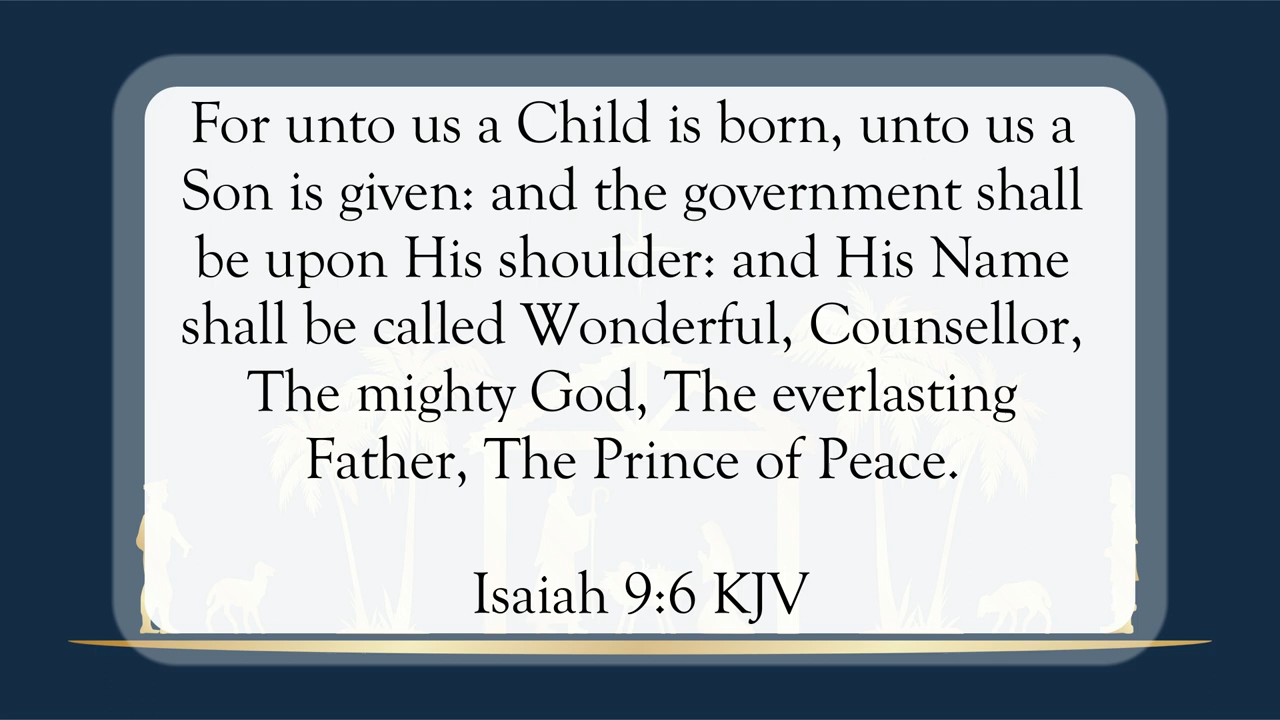 For unto us a Child is born, unto us a
Son is given: and the government shall
be upon His shoulder: and His Name
shall be called Wonderful, Counsellor,
The mighty God, The everlasting
Father, The Prince of Peace.
Isaiah 9:6 KJV